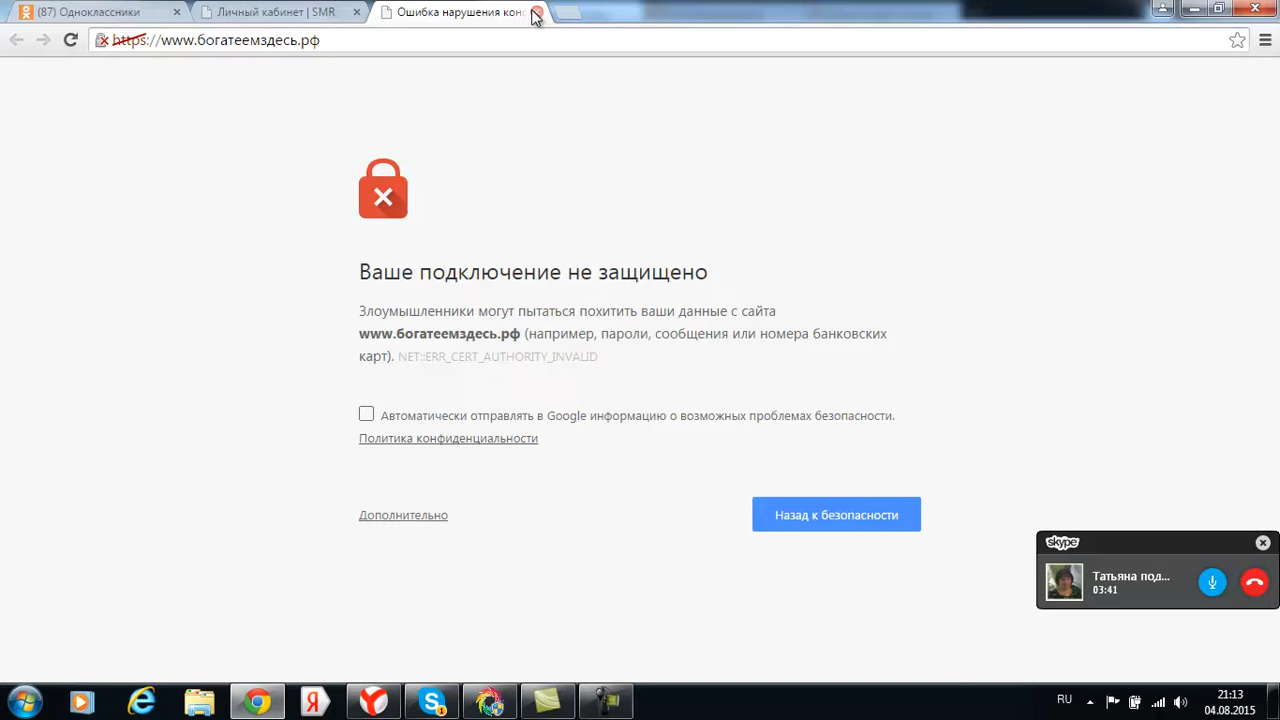 (87) Одноклассники
Личный кабинет | SMR
Ошибка нарушения конс
https://www.богатеемздесь.рф
Ваше подключение не защищено
Злоумышленники могут пытаться похитить ваши данные с сайта
www.богатеемздесь.рф (например, пароли, сообщения или номера банковских
карт). NET::ERR_CERT_AUTHORITY_INVALID
Автоматически отправлять в Google информацию о возможных проблемах безопасности.
Политика конфиденциальности
Дополнительно
Назад к безопасности
skype
Татьяна под...
03:41
RU
21:13
04.08.2015